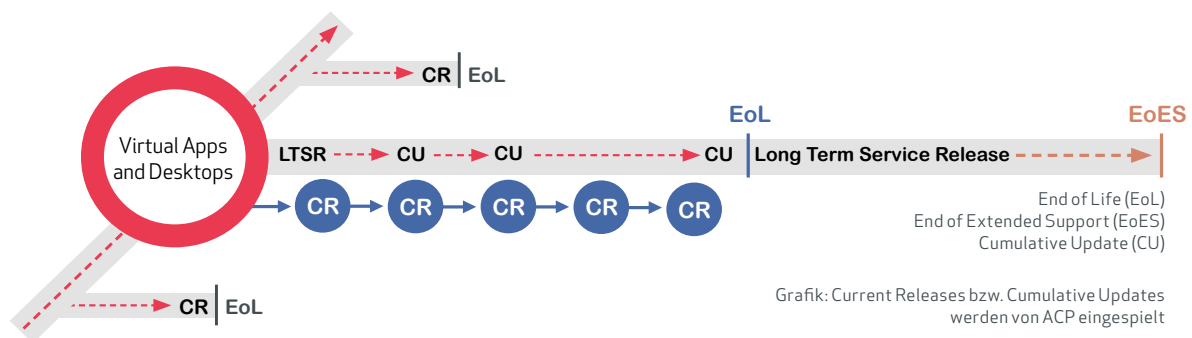 CR EoL
EoL
EoES
Virtual Apps
and Desktops
LTSR CU CU CU Long Term Service Release
CR CR CR CR CR
End of Life (EoL)
End of Extended Support (EoES)
Cumulative Update (CU)
CR EoL
Grafik: Current Releases bzw. Cumulative Updates
werden von ACP eingespielt